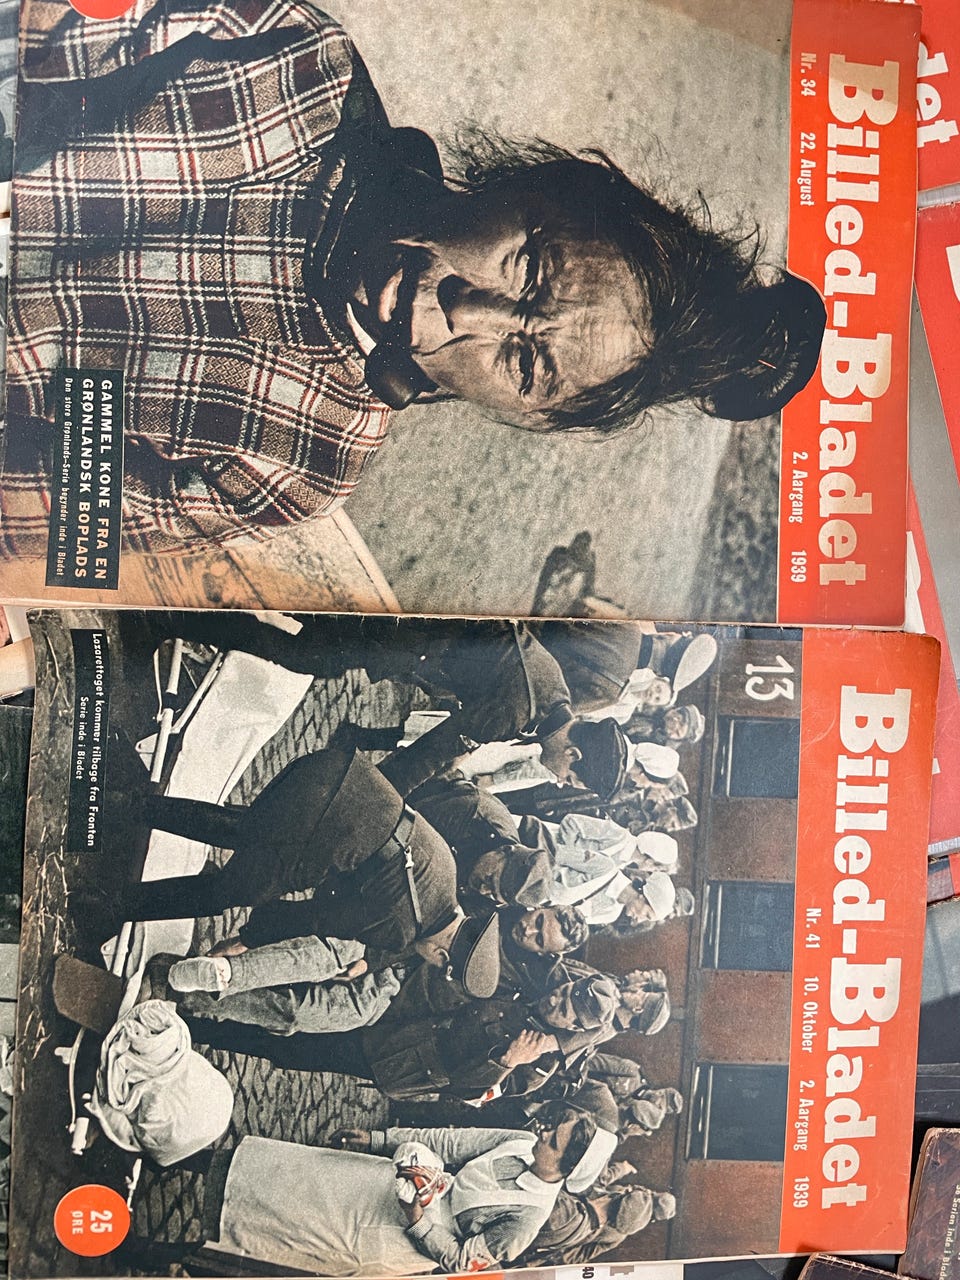 Billed-Bladet
Nr. 34 22. August 2. Aargang 1939
GAMMEL KONE FRA EN
GRØNLANDSK BOPLADS
Den store Grønlands-Serie begynder inde i Bladet
Billed-Bladet
Nr. 41 10. Oktober 2. Aargang 1939
13
Lazarettoget kommer tilbage fra Fronten
Serie inde i Bladet
25
ØRE
det